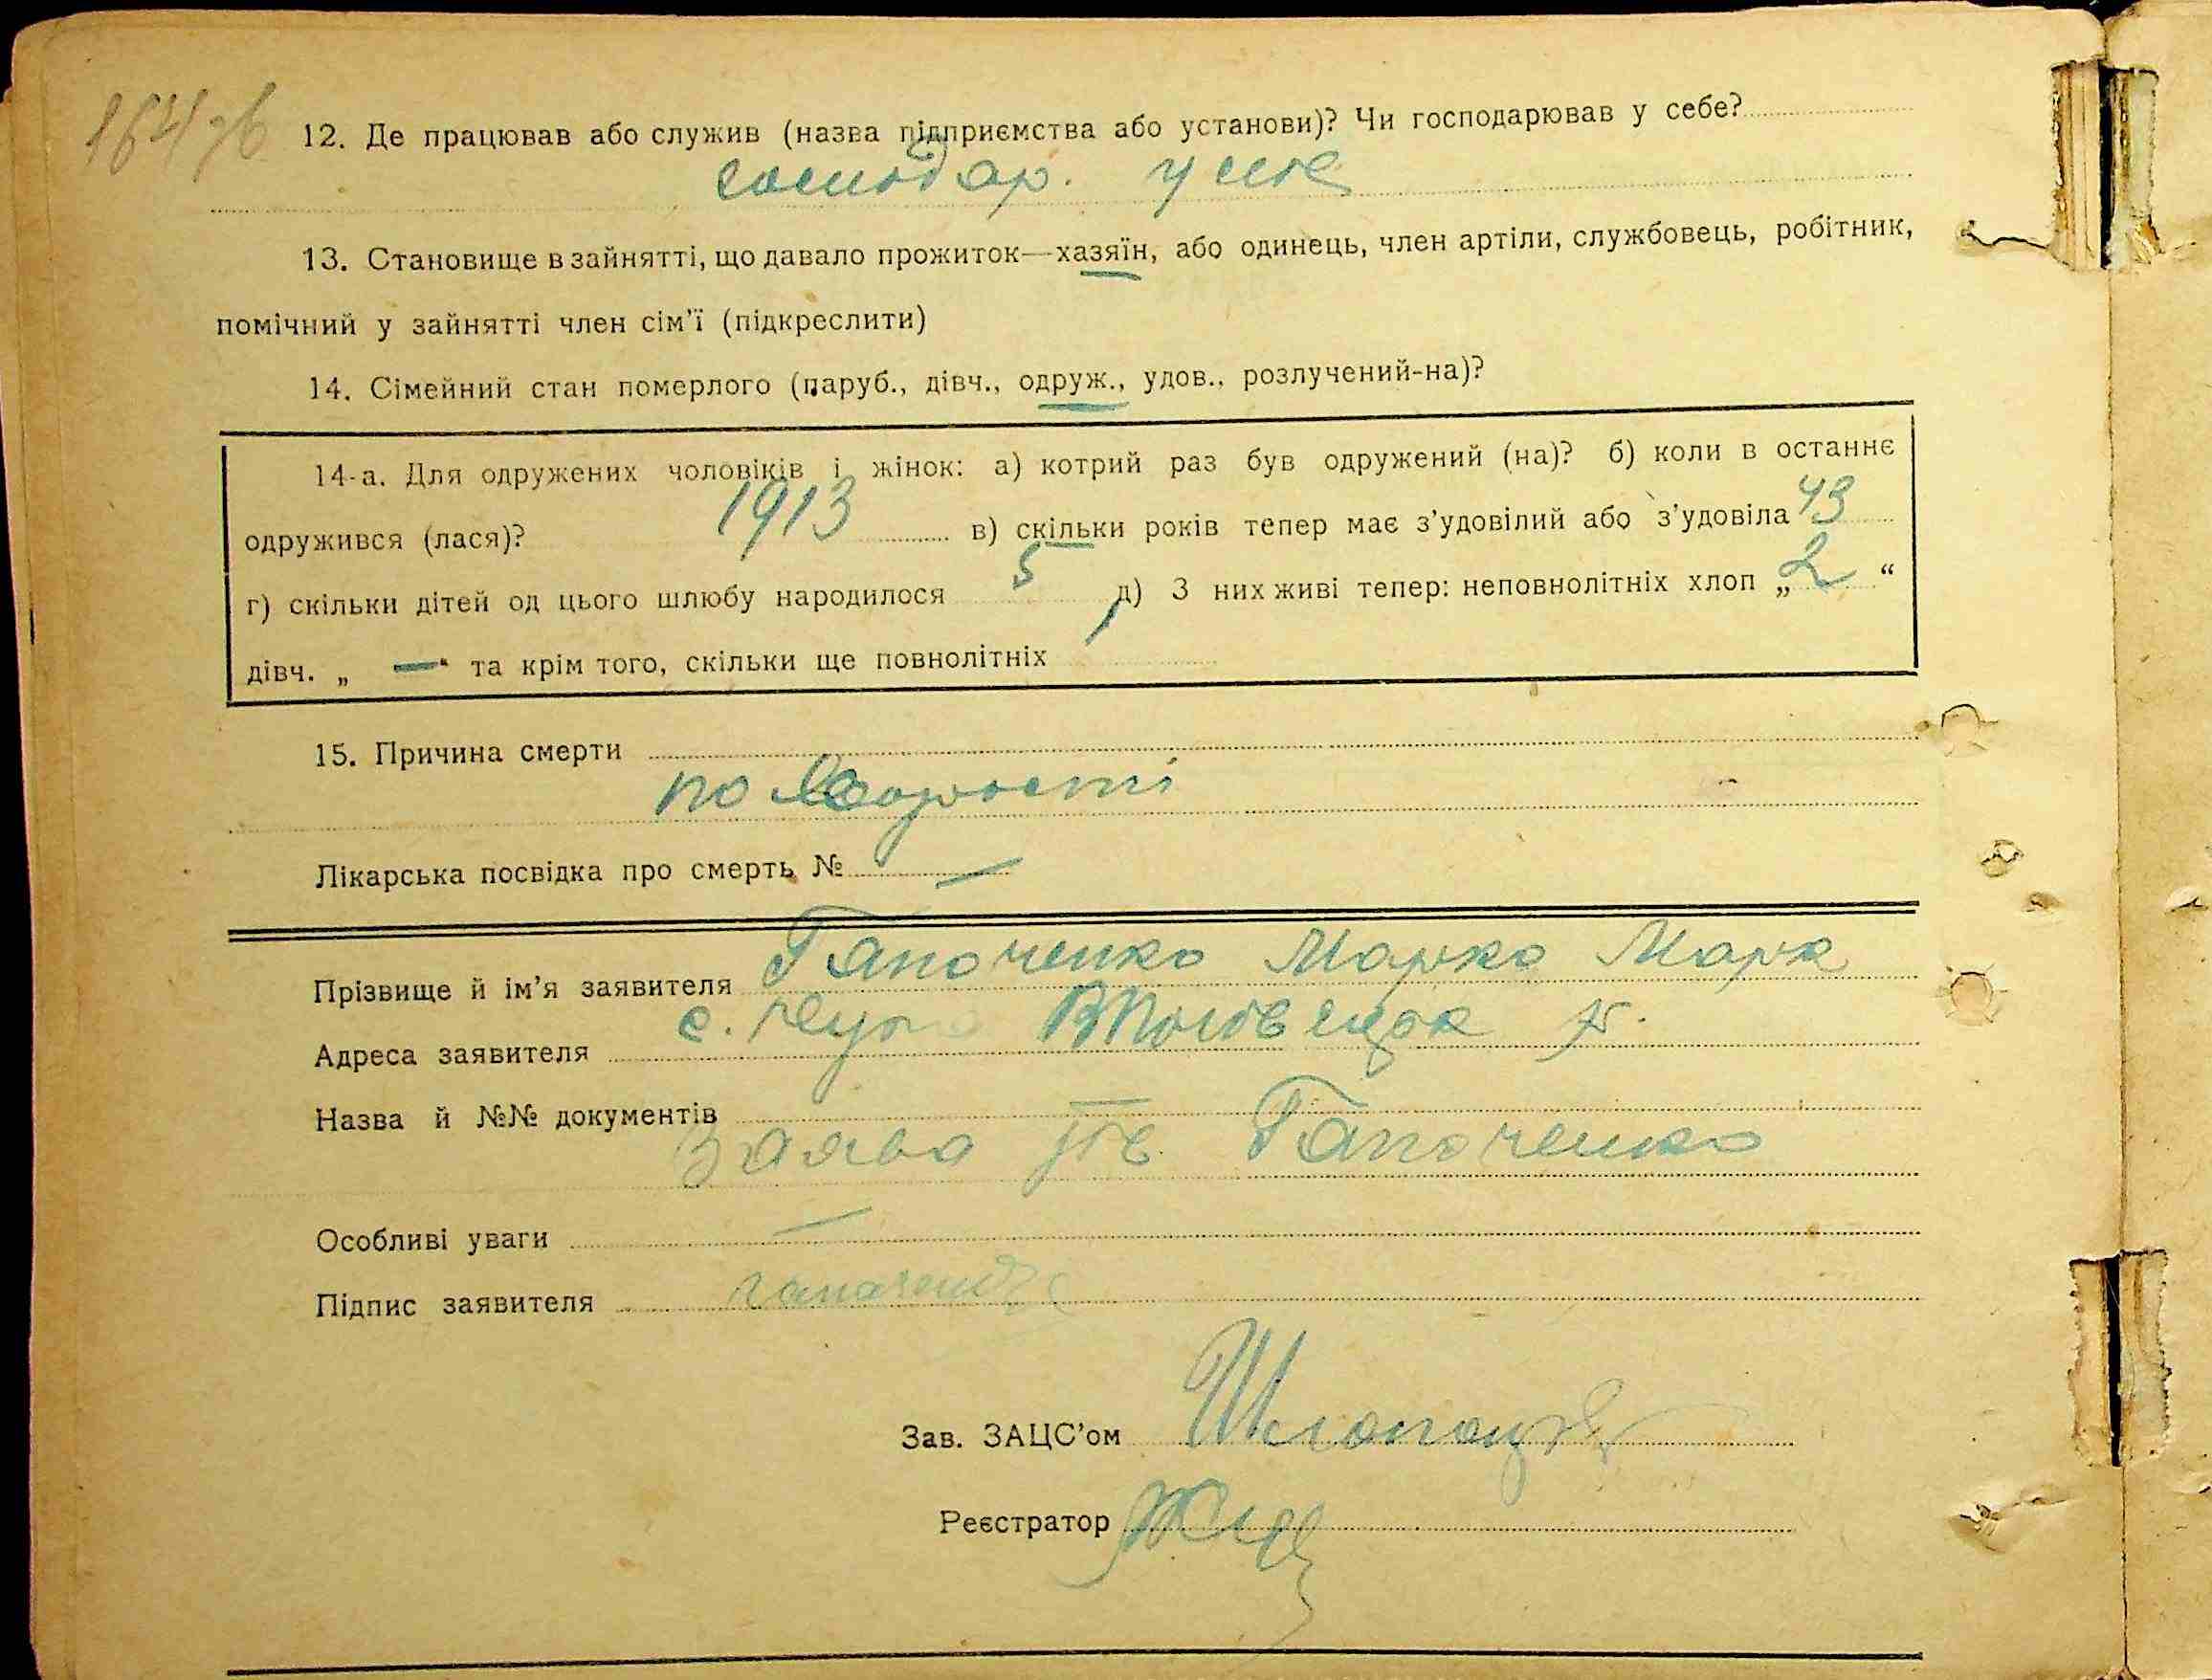 164 зв
12. Де працював або служив (назва підприємства або установи)? Чи господарював у себе?
господар. у себе
13. Становище в зайнятті, що давало прожиток—хазяїн, або одинець, член артіли, службовець, робітник,
помічний у зайнятті член сім’ї (підкреслити)
14. Сімейний стан померлого (паруб., дівч., одруж., удов., розлучений-на)?
14-а. Для одружених чоловіків і жінок: а) котрий раз був одружений (на)? б) коли в останнє
одружився (лася)? 1913 в) скільки років тепер має з’удовілий або з’удовіла 43
г) скільки дітей од цього шлюбу народилося 5 д) З них живі тепер: неповнолітніх хлоп „ 2 “
дівч. „ — “ та крім того, скільки ще повнолітніх
15. Причина смерти
по
Лікарська посвідка про смерть № —
Прізвище й ім’я заявителя Гапоченко Марко Марк
Адреса заявителя с.
Назва й №№ документів —
Заява Гапоченко
Особливі уваги —
Підпис заявителя
Зав. ЗАЦС’ом
Реєстратор